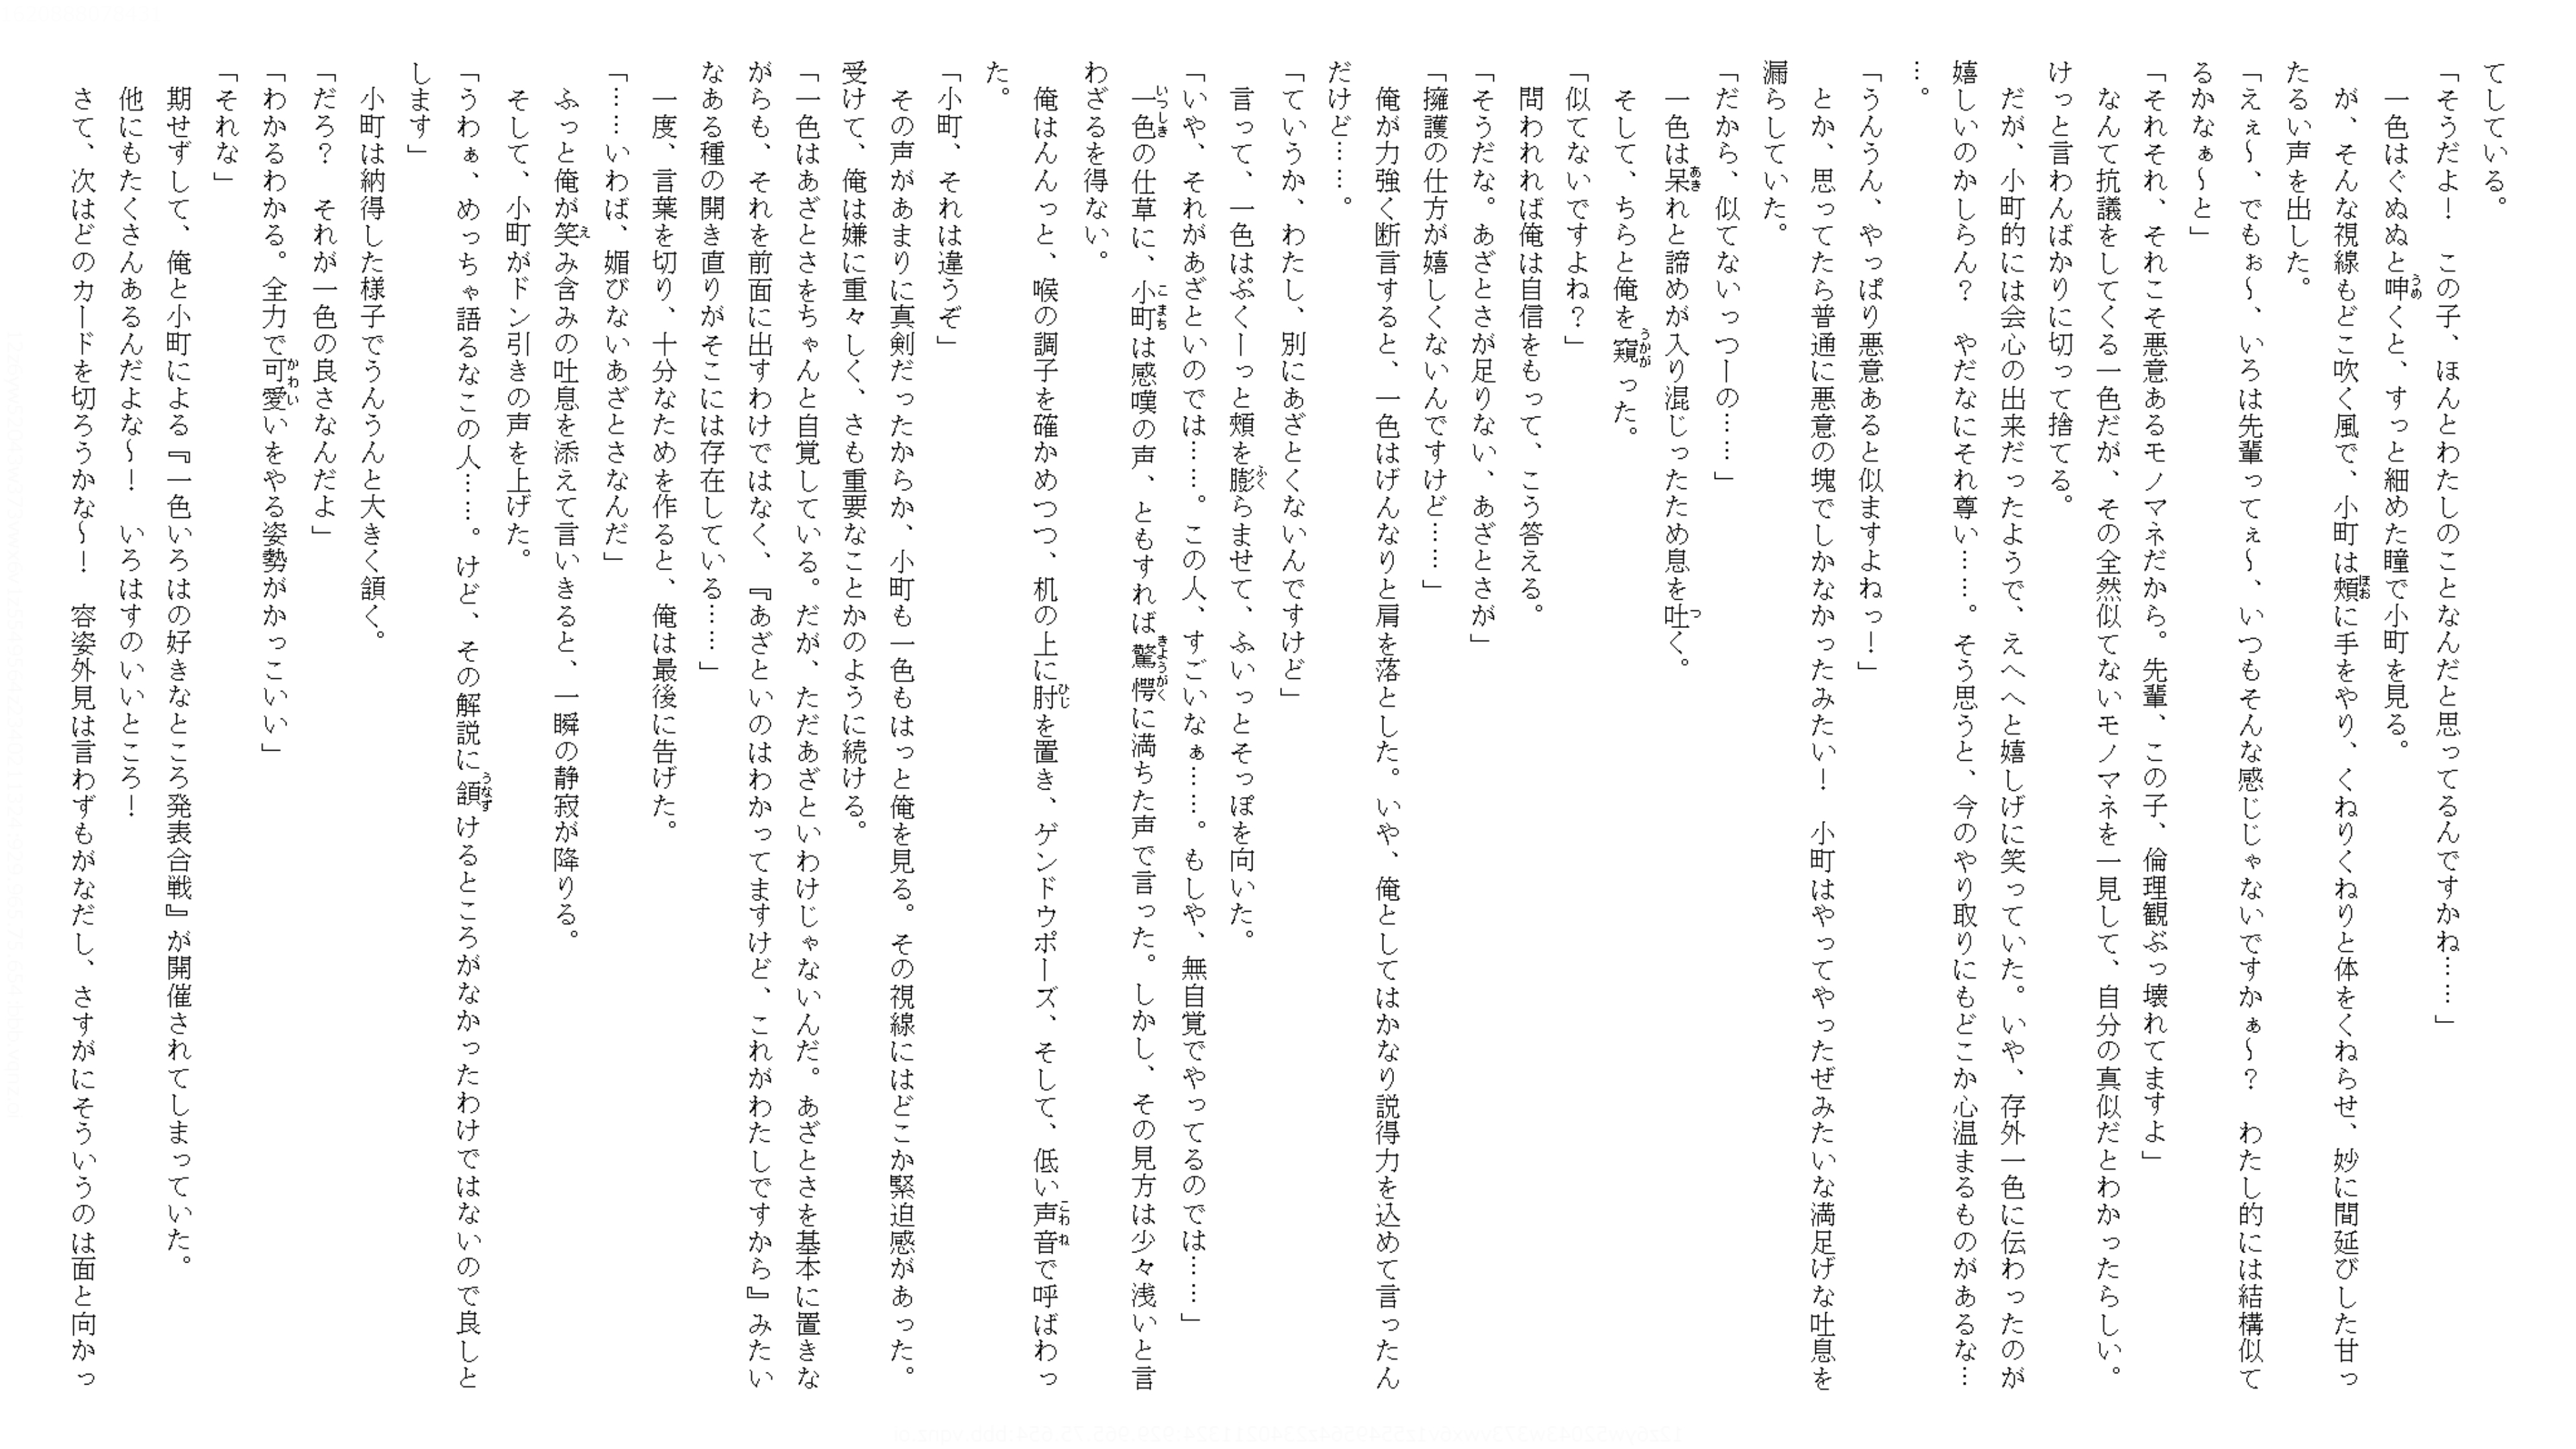 てしている。
「そうだよ！　この子、ほんとわたしのことなんだと思ってるんですかね……」
一色はぐぬぬと呻くと、すっと細めた瞳で小町を見る。
が、そんな視線もどこ吹く風で、小町は頬に手をやり、くねりくねりと体をくねらせ、妙に間延びした甘っ
たるい声を出した。
「えぇ～、でもぉ～、いろは先輩ってぇ～、いつもそんな感じじゃないですかぁ～？　わたし的には結構似て
るかなぁ～と」
「それそれ、それこそ悪意あるモノマネだから。先輩、この子、倫理観ぶっ壊れてますよ」
なんて抗議をしてくる一色だが、その全然似てないモノマネを一見して、自分の真似だとわかったらしい。
けっと言わんばかりに切って捨てる。
だが、小町的には会心の出来だったようで、えへへと嬉しげに笑っていた。いや、存外一色に伝わったのが
嬉しいのかしらん？　やだなにそれ尊い……。そう思うと、今のやり取りにもどこか心温まるものがあるな…
…。
「うんうん、やっぱり悪意あると似ますよねっ！」
とか、思ってたら普通に悪意の塊でしかなかったみたい！　小町はやってやったぜみたいな満足げな吐息を
漏らしていた。
「だから、似てないっつーの……」
一色は呆れと諦めが入り混じったため息を吐く。
そして、ちらと俺を窺った。
「似てないですよね？」
問われれば俺は自信をもって、こう答える。
「そうだな。あざとさが足りない、あざとさが」
「擁護の仕方が嬉しくないんですけど……」
俺が力強く断言すると、一色はげんなりと肩を落とした。いや、俺としてはかなり説得力を込めて言ったん
だけど……。
「ていうか、わたし、別にあざとくないんですけど」
言って、一色はぷくーっと頬を膨らませて、ふいっとそっぽを向いた。
「いや、それがあざといのでは……。この人、すごいなぁ……。もしや、無自覚でやってるのでは……」
一色の仕草に、小町は感嘆の声、ともすれば驚愕に満ちた声で言った。しかし、その見方は少々浅いと言
わざるを得ない。
俺はんんっと、喉の調子を確かめつつ、机の上に肘を置き、ゲンドウポーズ、そして、低い声音で呼ばわっ
た。
「小町、それは違うぞ」
その声があまりに真剣だったからか、小町も一色もはっと俺を見る。その視線にはどこか緊迫感があった。
受けて、俺は嫌に重々しく、さも重要なことかのように続ける。
「一色はあざとさをちゃんと自覚している。だが、ただあざといわけじゃないんだ。あざとさを基本に置きな
がらも、それを前面に出すわけではなく、『あざといのはわかってますけど、これがわたしですから』みたい
なある種の開き直りがそこには存在している……」
一度、言葉を切り、十分なためを作ると、俺は最後に告げた。
「……いわば、媚びないあざとさなんだ」
ふっと俺が笑み含みの吐息を添えて言いきると、一瞬の静寂が降りる。
そして、小町がドン引きの声を上げた。
「うわぁ、めっちゃ語るなこの人……。けど、その解説に頷けるところがなかったわけではないので良しと
します」
小町は納得した様子でうんうんと大きく頷く。
「だろ？　それが一色の良さなんだよ」
「わかるわかる。全力で可愛いをやる姿勢がかっこいい」
「それな」
期せずして、俺と小町による『一色いろはの好きなところ発表合戦』が開催されてしまっていた。
他にもたくさんあるんだよな～！　いろはすのいいところ！
さて、次はどのカードを切ろうかな～！　容姿外見は言わずもがなだし、さすがにそういうのは面と向かっ